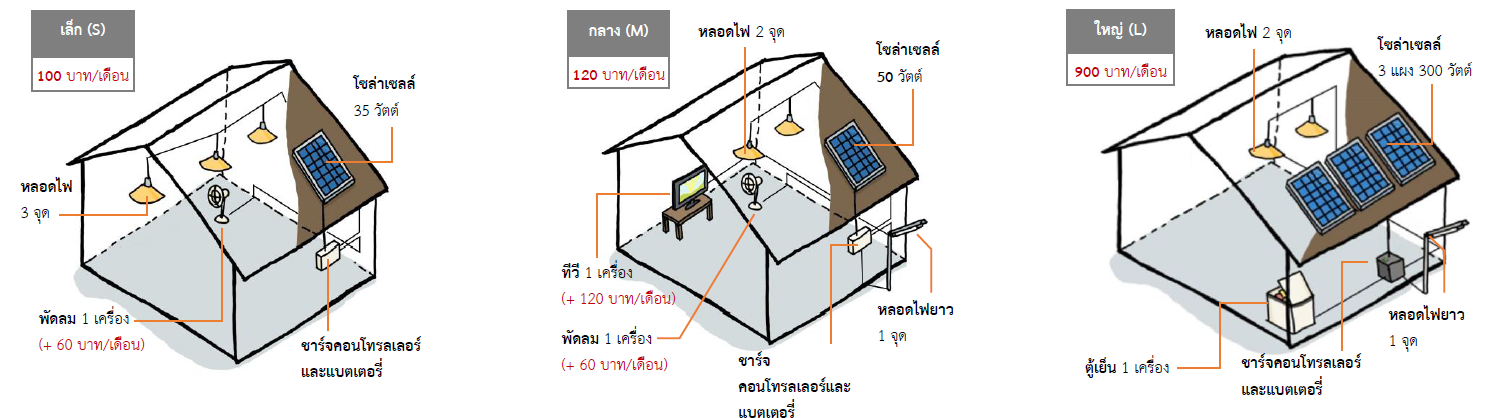 เล็ก (S)
100 บาท/เดือน
โซล่าเซลล์
35 วัตต์
หลอดไฟ
3 จุด
พัดลม 1 เครื่อง
(+ 60 บาท/เดือน)
ชาร์จคอนโทรลเลอร์
และแบตเตอรี่
กลาง (M)
120 บาท/เดือน
หลอดไฟ 2 จุด
โซล่าเซลล์
50 วัตต์
ทีวี 1 เครื่อง
(+ 120 บาท/เดือน)
พัดลม 1 เครื่อง
(+ 60 บาท/เดือน)
หลอดไฟยาว
1 จุด
ชาร์จ
คอนโทรลเลอร์และ
แบตเตอรี่
ใหญ่ (L)
900 บาท/เดือน
หลอดไฟ 2 จุด
โซล่าเซลล์
3 แผง 300 วัตต์
หลอดไฟยาว
1 จุด
ตู้เย็น 1 เครื่อง
ชาร์จคอนโทรลเลอร์
และแบตเตอรี่